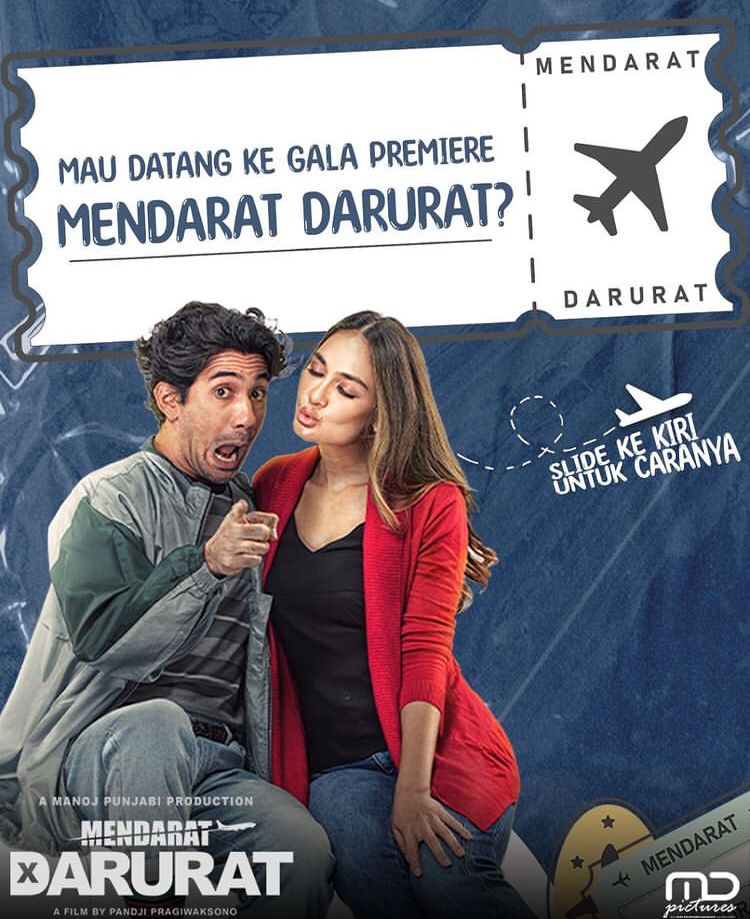 MENDARAT
MAU DATANG KE GALA PREMIERE
MENDARAT DARURAT?
DARURAT
SLIDE KE KIRI
UNTUK CARANYA
A MANOJ PUNJABI PRODUCTION
MENDARAT
DARURAT
A FILM BY PANDJI PRAGIWAKSONO
MENDARAT
MD
pictures